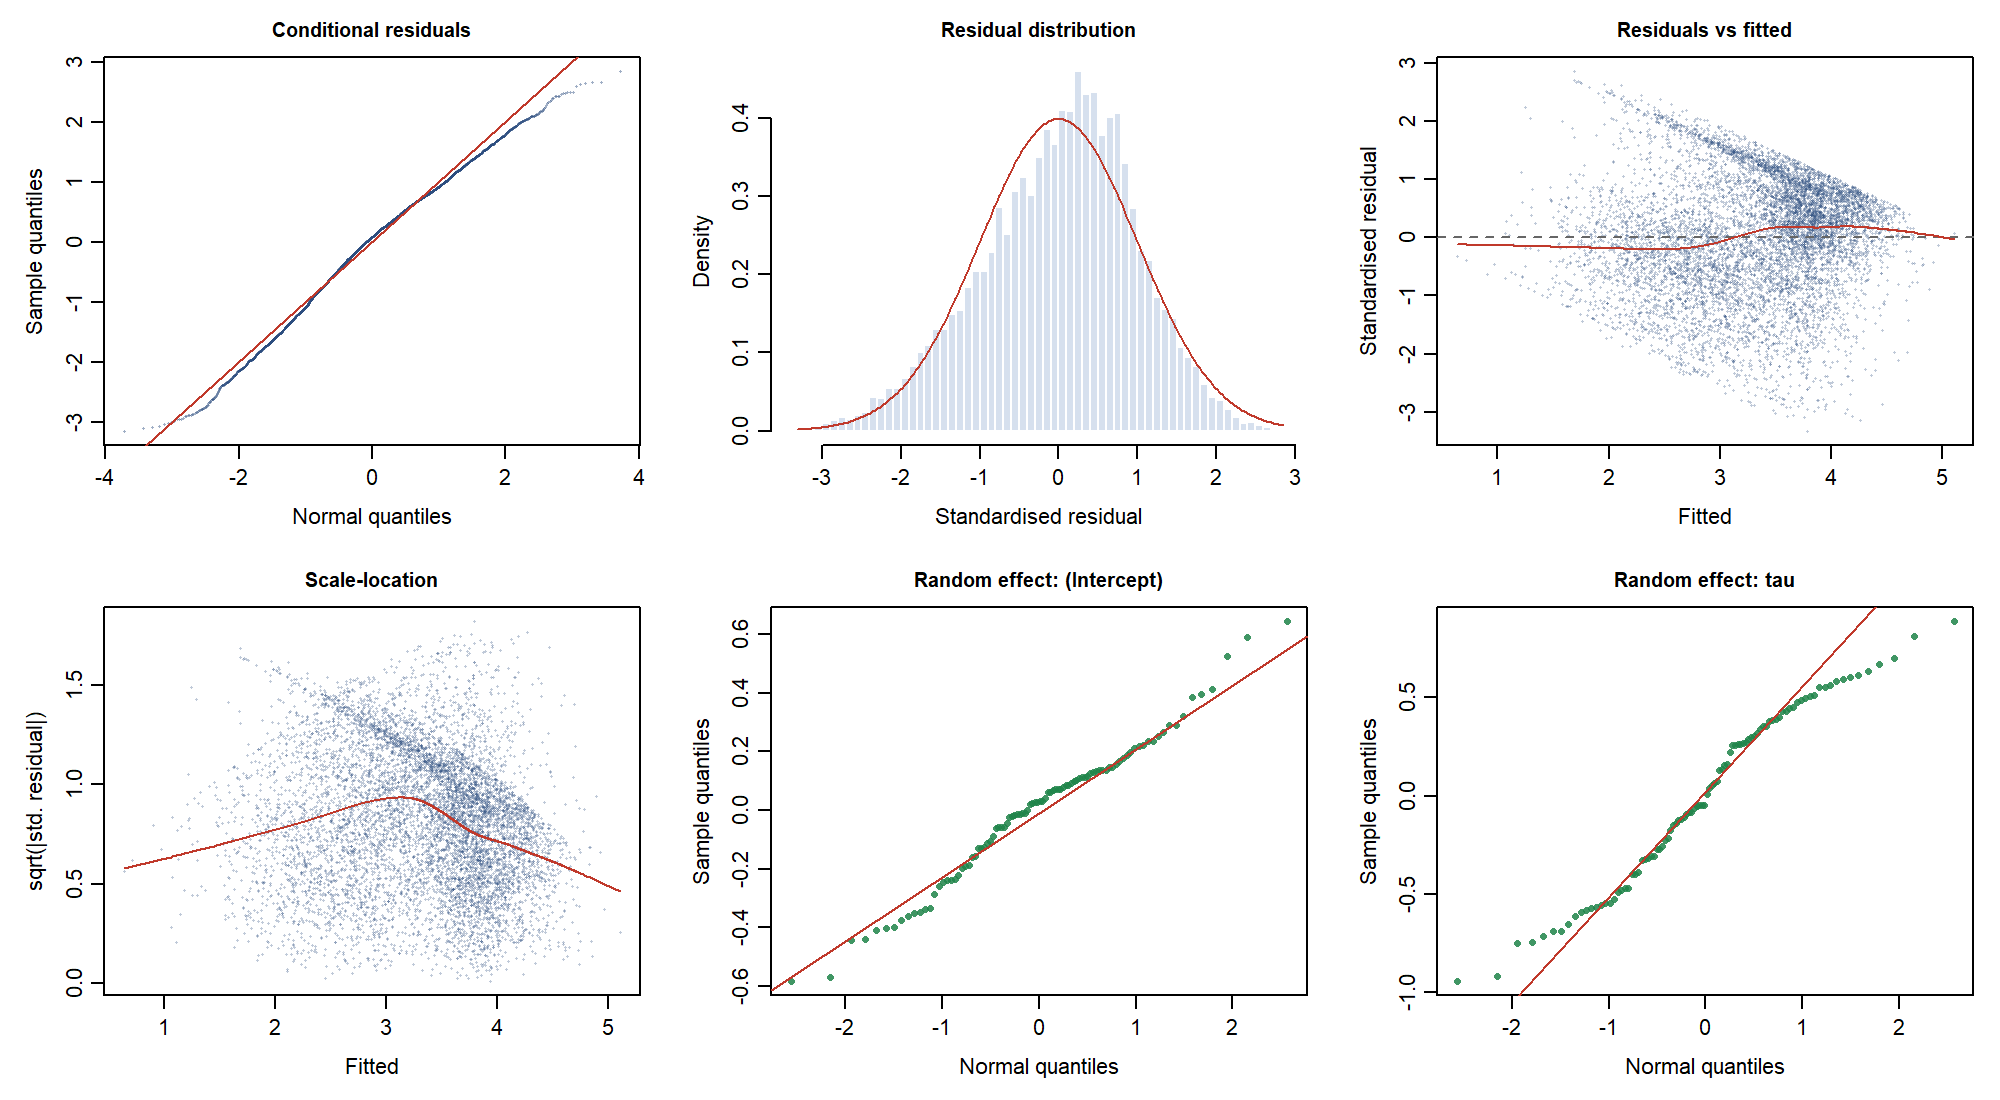 Conditional residuals
3
2
1
0
-1
-2
-3
Sample quantiles
-4 -2 0 2 4
Normal quantiles
Residual distribution
0.4
0.3
0.2
0.1
0.0
Density
-3 -2 -1 0 1 2 3
Standardised residual
Residuals vs fitted
3
2
1
0
-1
-2
-3
Standardised residual
1 2 3 4 5
Fitted
Scale-location
1.5
1.0
0.5
0.0
sqrt(|std. residual|)
1 2 3 4 5
Fitted
Random effect: (Intercept)
0.6
0.4
0.2
0.0
-0.2
-0.4
-0.6
Sample quantiles
-2 -1 0 1 2
Normal quantiles
Random effect: tau
0.5
0.0
-0.5
-1.0
Sample quantiles
-2 -1 0 1 2
Normal quantiles